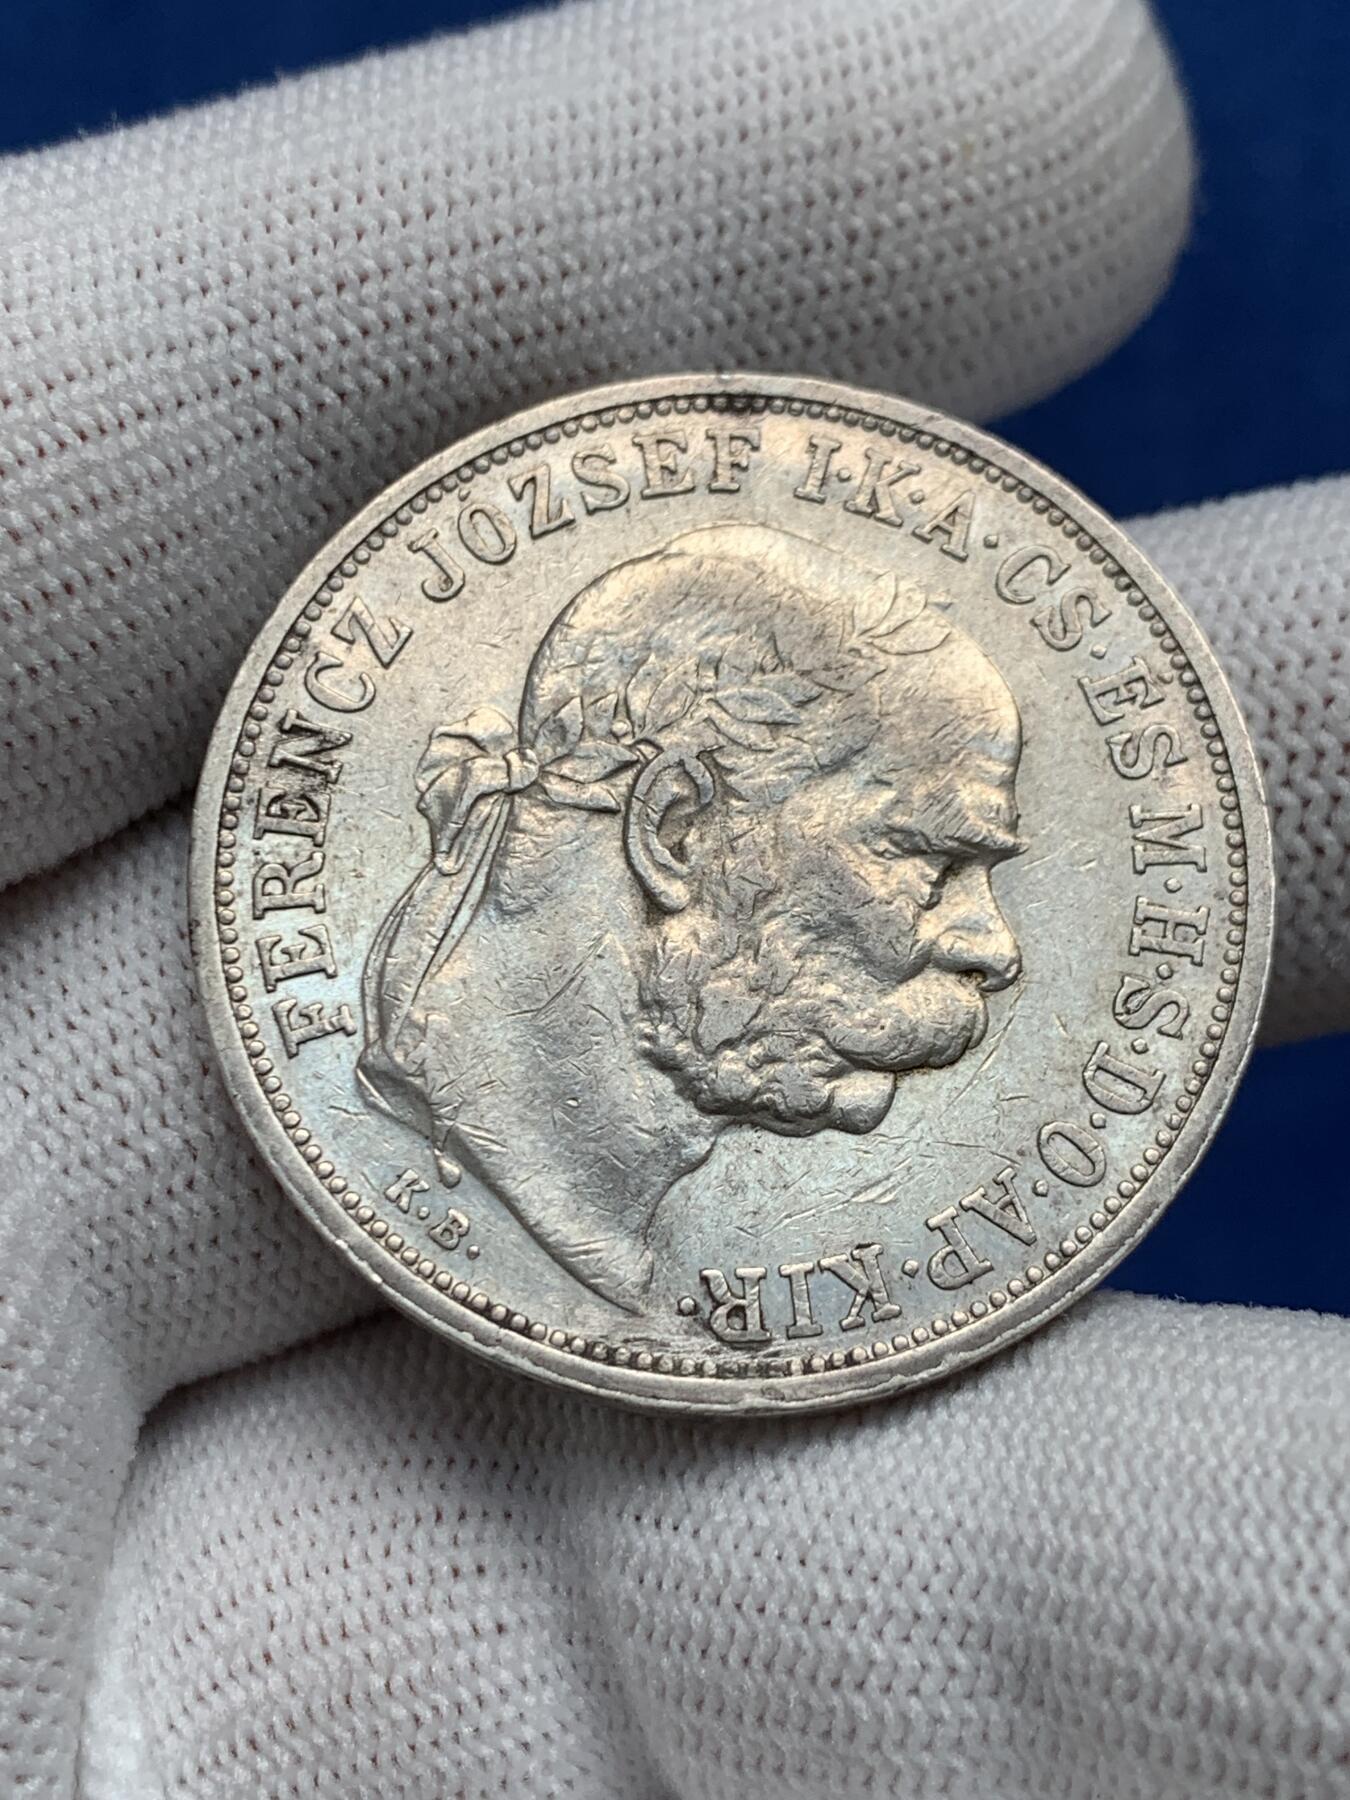 FERENCZ JÓZSEF I·K·A·CS·ÉS M·H·S·D·O·AP·KIR·
K.B.